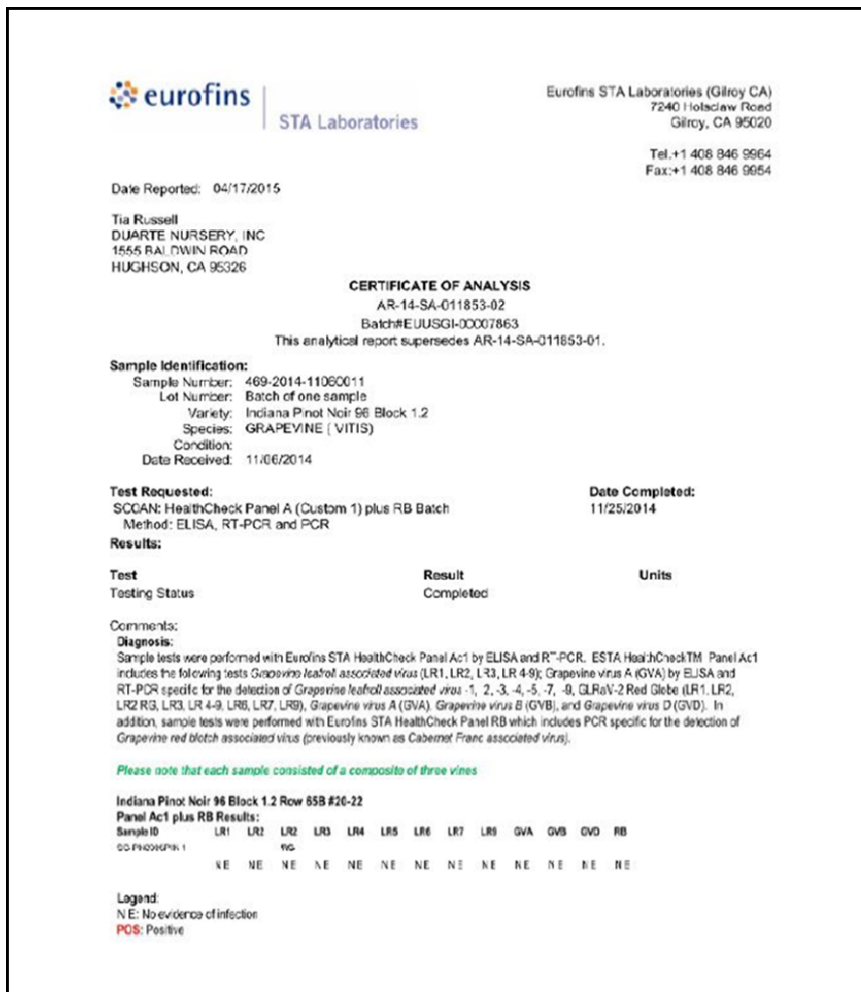 eurofins
STA Laboratories
Eurofins STA Laboratories (Gilroy CA)
7240 Holsclaw Road
Gilroy, CA 95020
Tel.+1 408 846 9964
Fax:+1 408 846 9954
Date Reported: 04/17/2015
Tia Russell
DUARTE NURSERY, INC
1555 BALDWIN ROAD
HUGHSON, CA 95326
CERTIFICATE OF ANALYSIS
AR-14-SA-011853-02
Batch#EUUSGI-00007863
This analytical report supersedes AR-14-SA-011853-01.
Sample Identification:
Sample Number: 469-2014-11060011
Lot Number: Batch of one sample
Variety: Indiana Pinot Noir 96 Block 1.2
Species: GRAPEVINE ( VITIS)
Condition:
Date Received: 11/06/2014
Test Requested: Date Completed:
SCOAN: HealthCheck Panel A (Custom 1) plus RB Batch 11/25/2014
Method: ELISA, RT-PCR and PCR
Results:
Test Result Units
Testing Status Completed
Comments:
Diagnosis:
Sample tests were performed with Eurofins STA HealthCheck Panel Ac1 by ELISA and RT-PCR. ESTA HealthCheckTM Panel Ac1
includes the following tests Grapevine leafroll associated virus (LR1, LR2, LR3, LR 4-9); Grapevine virus A (GVA) by ELISA and
RT-PCR specific for the detection of Grapevine leafroll associated virus -1, 2, -3, -4, -5, -7, -9, GLRaV-2 Red Globe (LR1, LR2,
LR2 RG, LR3, LR 4-9, LR6, LR7, LR9), Grapevine virus A (GVA), Grapevine virus B (GVB), and Grapevine virus D (GVD). In
addition, sample tests were performed with Eurofins STA HealthCheck Panel RB which includes PCR specific for the detection of
Grapevine red blotch associated virus (previously known as Cabernet Franc associated virus).
Please note that each sample consisted of a composite of three vines
Indiana Pinot Noir 96 Block 1.2 Row 65B #20-22
Panel Ac1 plus RB Results:
Sample ID LR1 LR2 LR2 LR3 LR4 LR5 LR6 LR7 LR9 GVA GVB GVD RB
RG
NE NE NE NE NE NE NE NE NE NE NE NE NE
Legend:
N E: No evidence of infection
POS: Positive